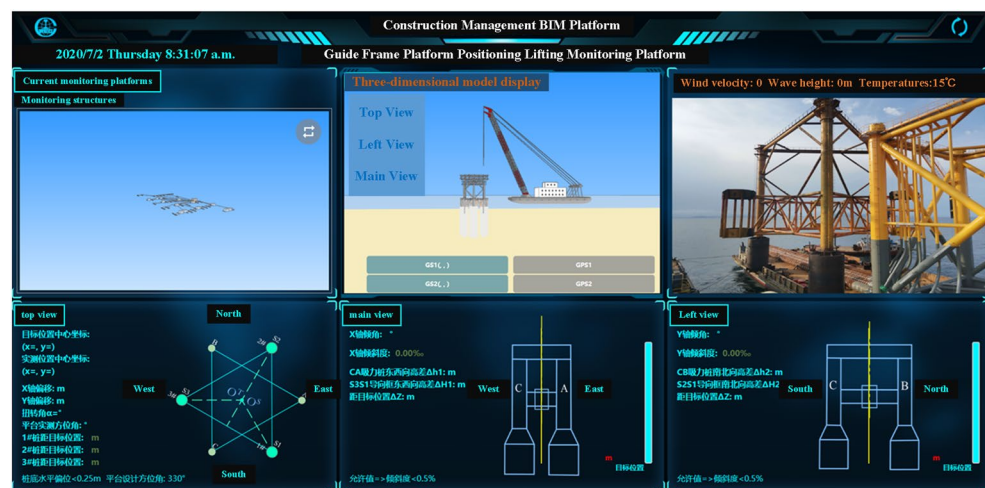 Construction Management BIM Platform
2020/7/2 Thursday 8:31:07 a.m.
Guide Frame Platform Positioning Lifting Monitoring Platform
Current monitoring platforms
Monitoring structures
Three-dimensional model display
Top View
Left View
Main View
GS1( , )
GPS1
GS2( , )
GPS2
Wind velocity: 0 Wave height: 0m Temperatures:15℃
top view
目标位置中心坐标:
(x=, y=)
实测位置中心坐标:
(x=, y=)
X轴偏移: m
Y轴偏移: m
扭转角α=°
平台实测方位角: °
1#桩距目标位置: m
2#桩距目标位置: m
3#桩距目标位置: m
桩底水平偏位<0.25m 平台设计方位角: 330°
North
West
East
South
B
2#
S2
3#
S3
O
O
S
C
1#
S1
main view
X轴倾角: °
X轴倾斜度: 0.00‰
CA吸力桩东西向高差Δh1: m
S3S1导向框东西向高差ΔH1: m
距目标位置ΔZ: m
West
C
A
East
m
目标位置
允许值=>倾斜度<0.5%
Left view
Y轴倾角: °
Y轴倾斜度: 0.00‰
CB吸力桩南北向高差Δh2: m
S2S1导向框南北向高差ΔH2
距目标位置ΔZ: m
South
C
B
North
m
目标位置
允许值=>倾斜度<0.5%